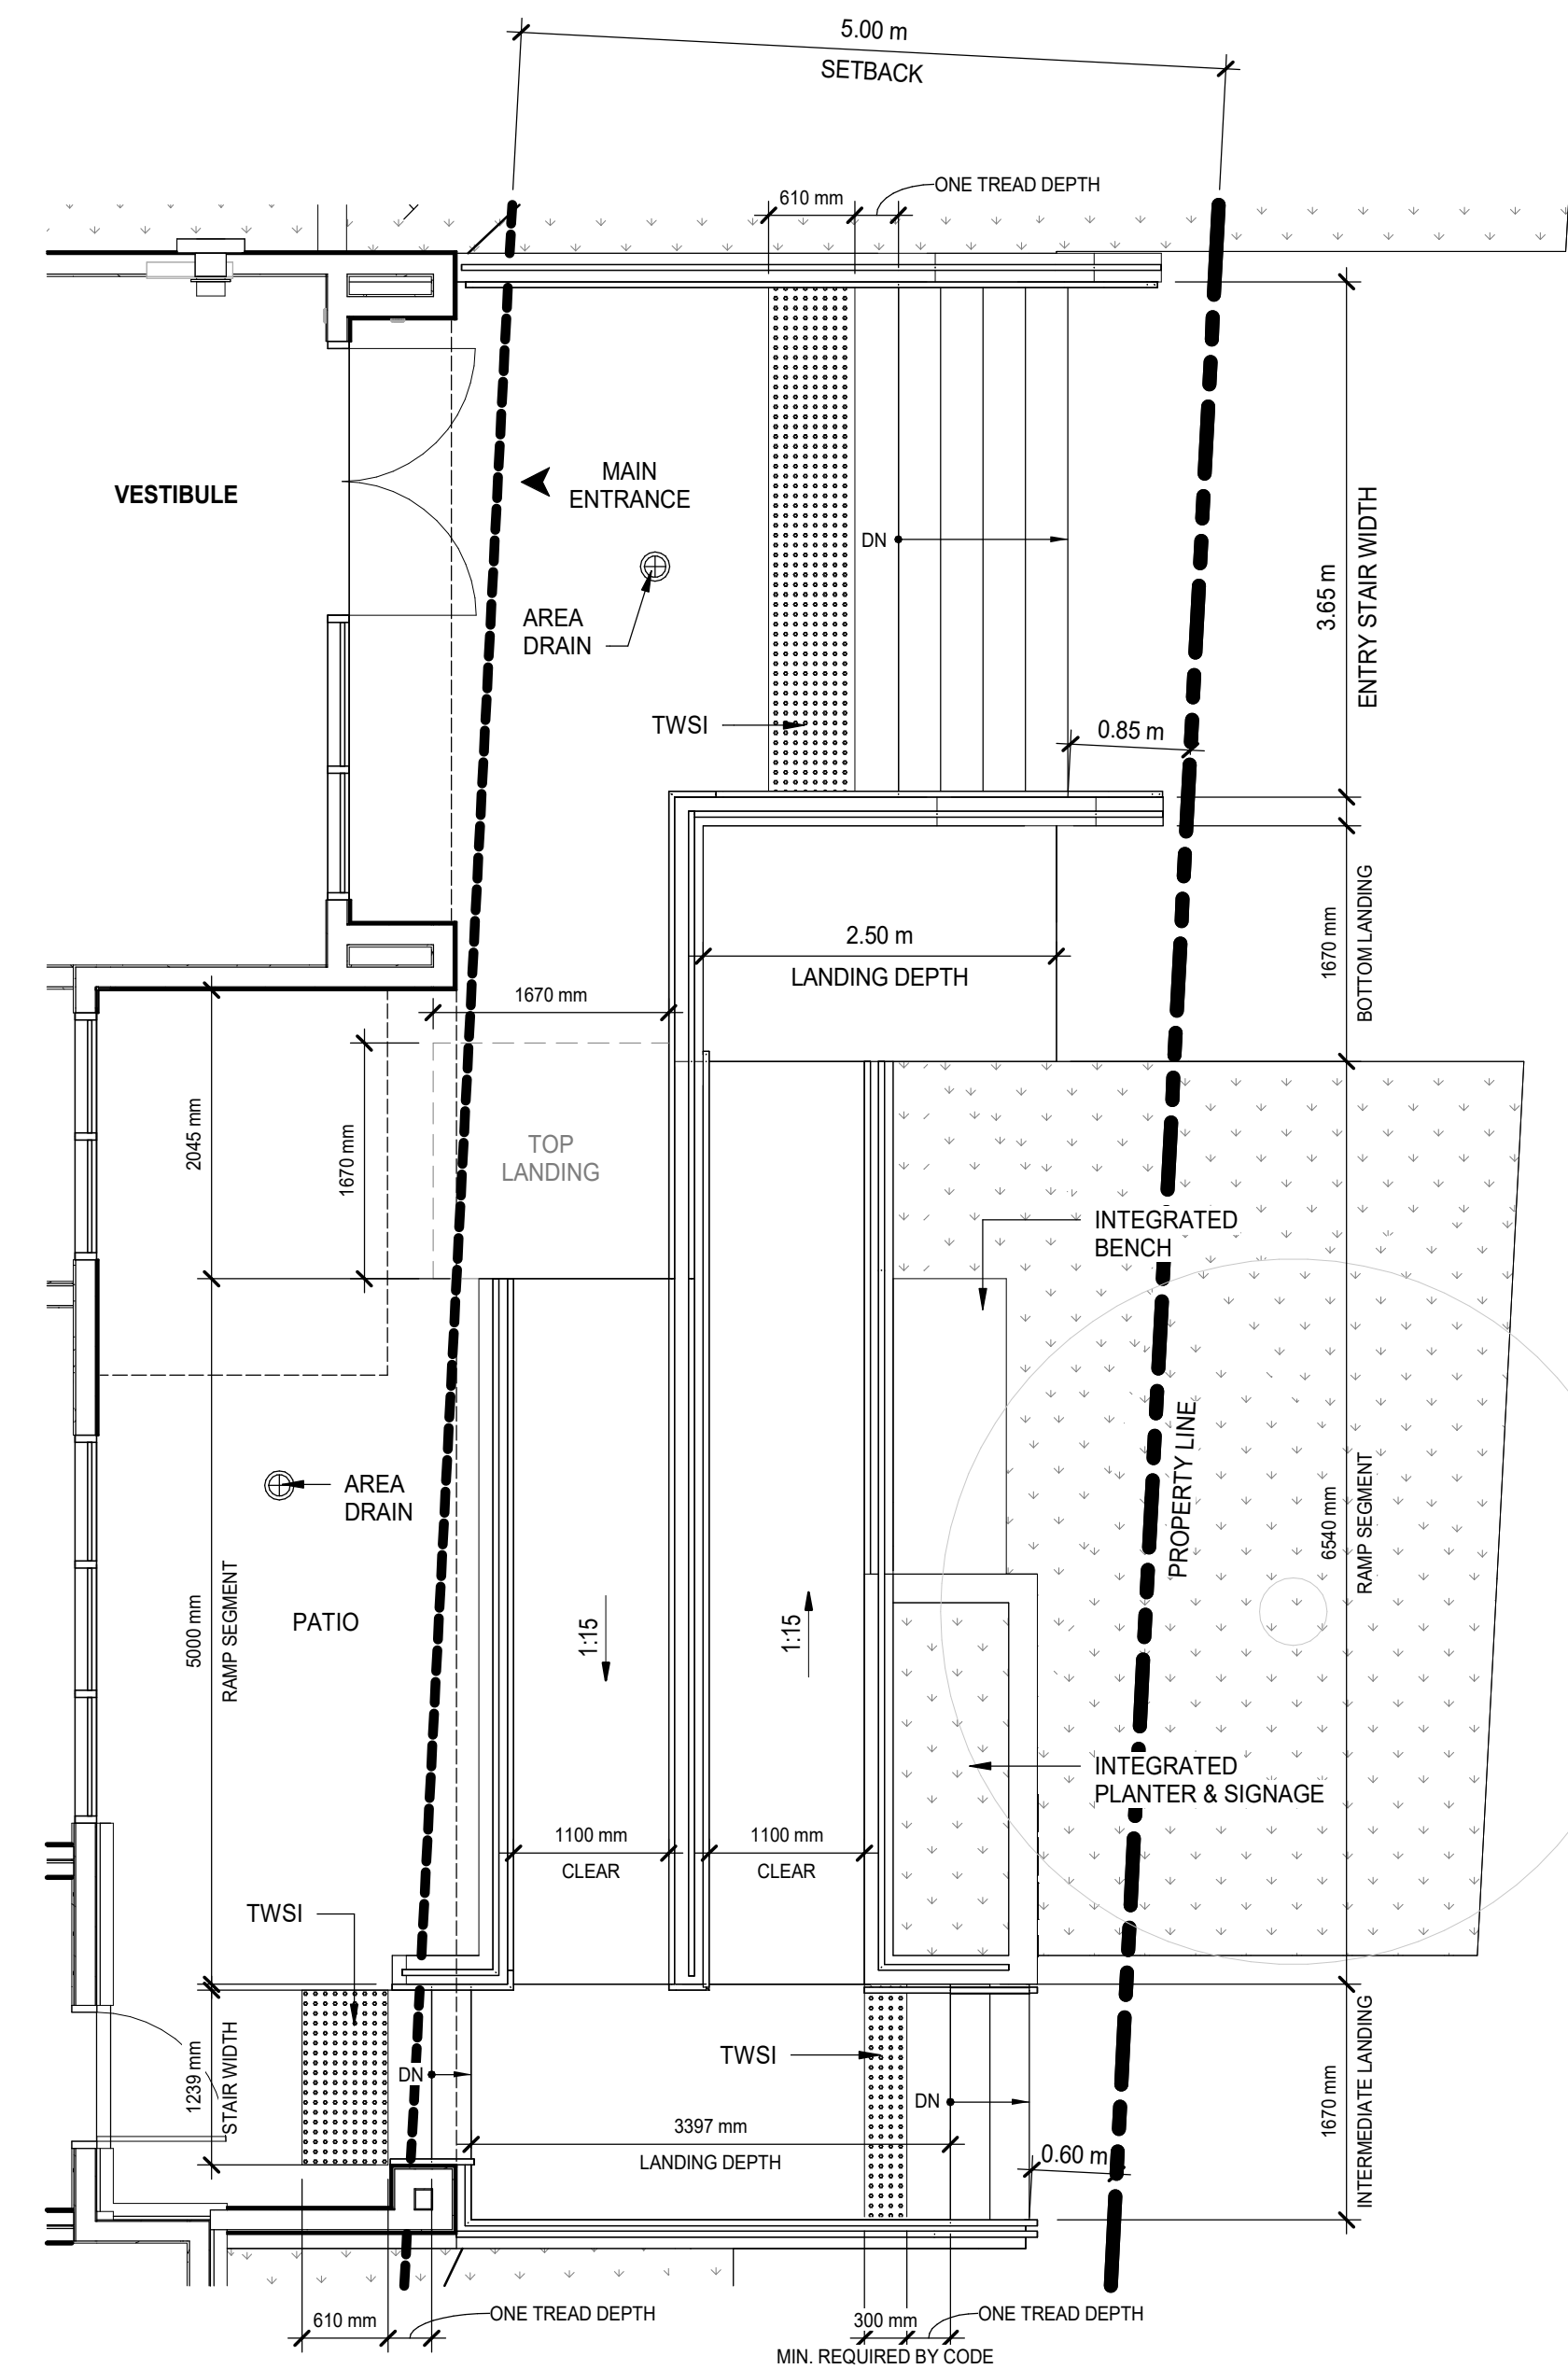 5.00 m
SETBACK
610 mm
ONE TREAD DEPTH
VESTIBULE
MAIN
ENTRANCE
DN
AREA
DRAIN
3.65 m
ENTRY STAIR WIDTH
TWSI
0.85 m
2.50 m
LANDING DEPTH
1670 mm
BOTTOM LANDING
1670 mm
2045 mm
1670 mm
TOP
LANDING
INTEGRATED
BENCH
PROPERTY LINE
AREA
DRAIN
6540 mm
RAMP SEGMENT
5000 mm
RAMP SEGMENT
PATIO
1:15
1:15
INTEGRATED
PLANTER & SIGNAGE
1100 mm
CLEAR
1100 mm
CLEAR
TWSI
1239 mm
STAIR WIDTH
TWSI
DN
DN
3397 mm
LANDING DEPTH
0.60 m
1670 mm
INTERMEDIATE LANDING
610 mm
ONE TREAD DEPTH
300 mm
ONE TREAD DEPTH
MIN. REQUIRED BY CODE